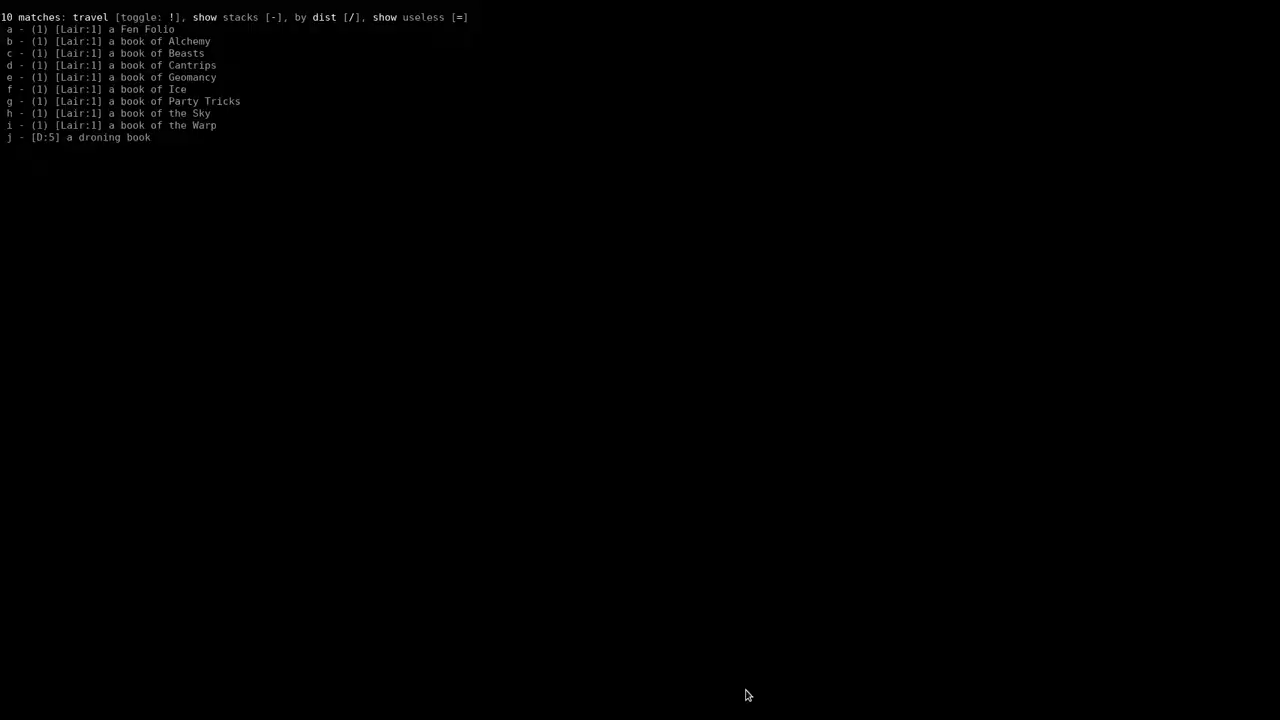 10 matches: travel [toggle: !], show stacks [-], by dist [/], show useless [=]
a - (1) [Lair:1] a Fen Folio
b - (1) [Lair:1] a book of Alchemy
c - (1) [Lair:1] a book of Beasts
d - (1) [Lair:1] a book of Cantrips
e - (1) [Lair:1] a book of Geomancy
f - (1) [Lair:1] a book of Ice
g - (1) [Lair:1] a book of Party Tricks
h - (1) [Lair:1] a book of the Sky
i - (1) [Lair:1] a book of the Warp
j - [D:5] a droning book